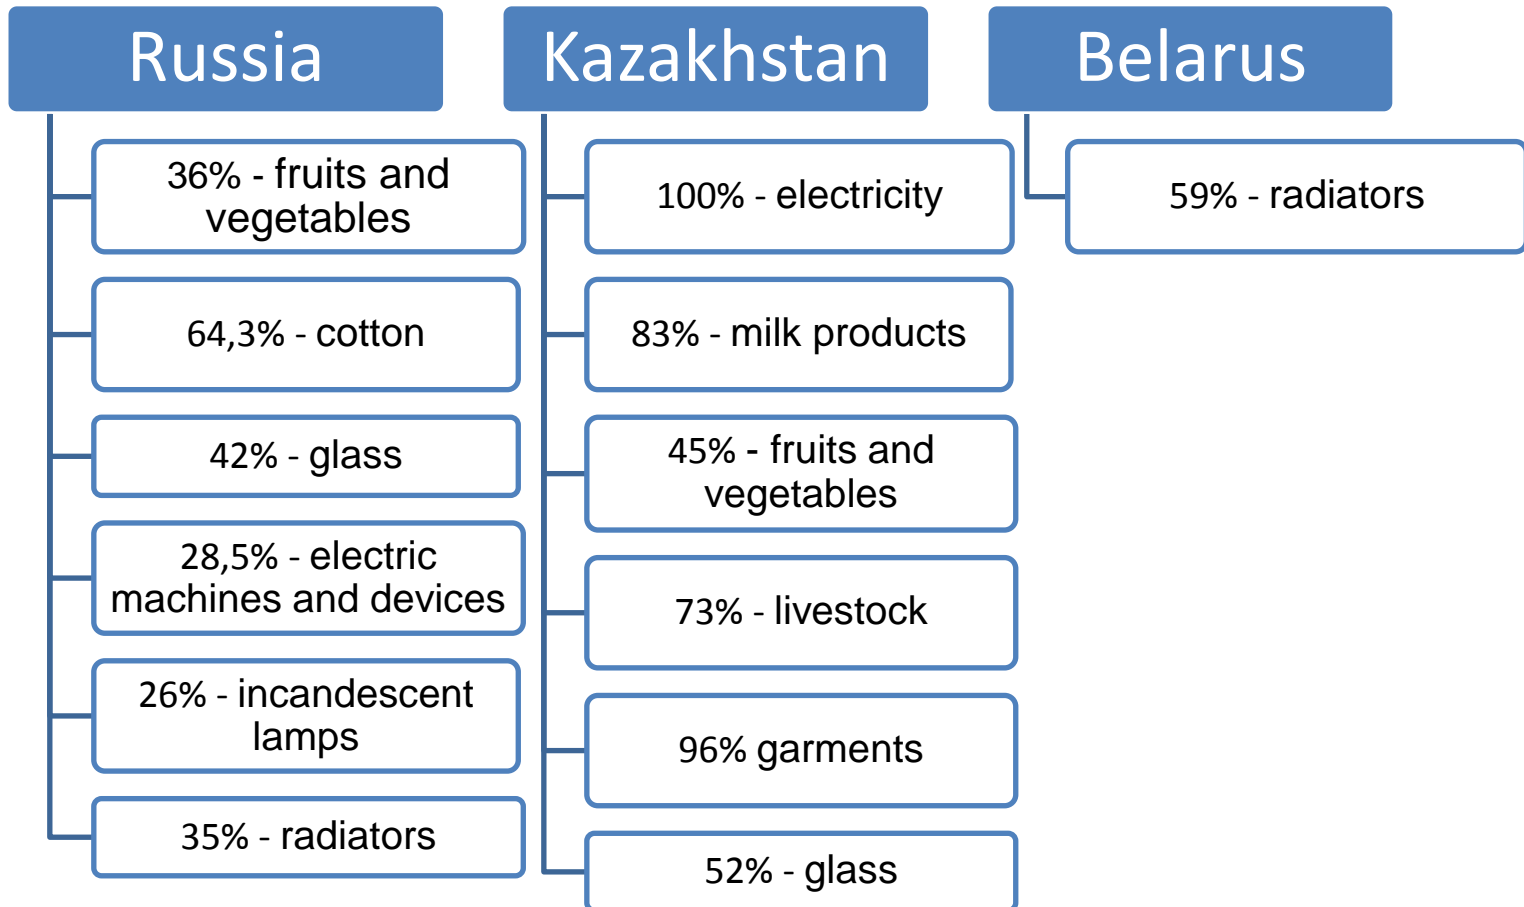 Russia
36% - fruits and
vegetables
64,3% - cotton
42% - glass
28,5% - electric
machines and devices
26% - incandescent
lamps
35% - radiators
Kazakhstan
100% - electricity
83% - milk products
45% - fruits and
vegetables
73% - livestock
96% garments
52% - glass
Belarus
59% - radiators